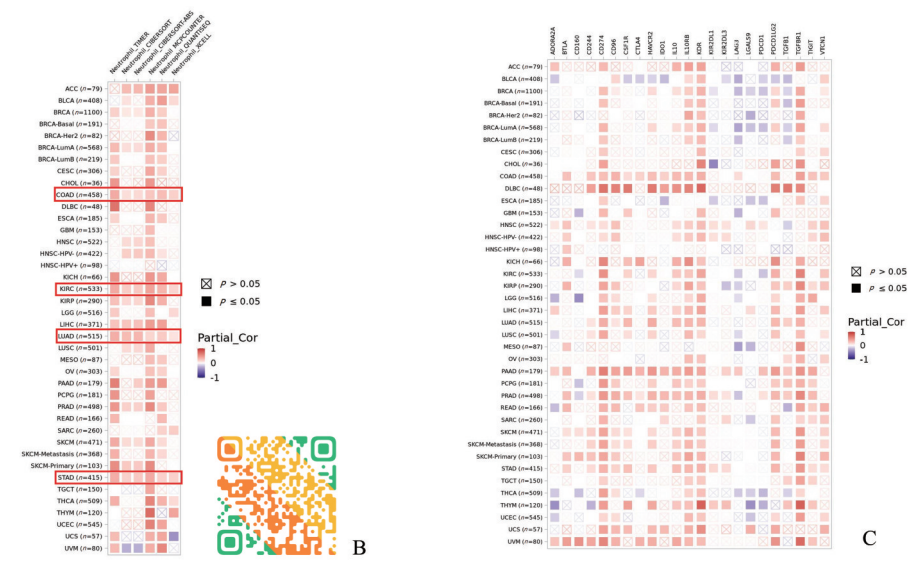 Neutrophil_TIMER
Neutrophil_CIBERSORT
Neutrophil_CIBERSORT-ABS
Neutrophil_MCPCOUNTER
Neutrophil_QUANTISEQ
Neutrophil_XCELL
ACC (n=79)
BLCA (n=408)
BRCA (n=1100)
BRCA-Basal (n=191)
BRCA-Her2 (n=82)
BRCA-LumA (n=568)
BRCA-LumB (n=219)
CESC (n=306)
CHOL (n=36)
COAD (n=458)
DLBC (n=48)
ESCA (n=185)
GBM (n=153)
HNSC (n=522)
HNSC-HPV- (n=422)
HNSC-HPV+ (n=98)
KICH (n=66)
KIRC (n=533)
KIRP (n=290)
LGG (n=516)
LIHC (n=371)
LUAD (n=515)
LUSC (n=501)
MESO (n=87)
OV (n=303)
PAAD (n=179)
PCPG (n=181)
PRAD (n=498)
READ (n=166)
SARC (n=260)
SKCM (n=471)
SKCM-Metastasis (n=368)
SKCM-Primary (n=103)
STAD (n=415)
TGCT (n=150)
THCA (n=509)
THYM (n=120)
UCEC (n=545)
UCS (n=57)
UVM (n=80)
P > 0.05
P ≤ 0.05
Partial_Cor
1
0
-1
B
ADORA2A
BTLA
CD160
CD244
CD274
CD96
CSF1R
CTLA4
HAVCR2
IDO1
IL10
IL10RB
KDR
KIR2DL1
KIR2DL3
LAG3
LGALS9
PDCD1
PDCD1LG2
TGFB1
TGFBR1
TIGIT
VTCN1
ACC (n=79)
BLCA (n=408)
BRCA (n=1100)
BRCA-Basal (n=191)
BRCA-Her2 (n=82)
BRCA-LumA (n=568)
BRCA-LumB (n=219)
CESC (n=306)
CHOL (n=36)
COAD (n=458)
DLBC (n=48)
ESCA (n=185)
GBM (n=153)
HNSC (n=522)
HNSC-HPV- (n=422)
HNSC-HPV+ (n=98)
KICH (n=66)
KIRC (n=533)
KIRP (n=290)
LGG (n=516)
LIHC (n=371)
LUAD (n=515)
LUSC (n=501)
MESO (n=87)
OV (n=303)
PAAD (n=179)
PCPG (n=181)
PRAD (n=498)
READ (n=166)
SARC (n=260)
SKCM (n=471)
SKCM-Metastasis (n=368)
SKCM-Primary (n=103)
STAD (n=415)
TGCT (n=150)
THCA (n=509)
THYM (n=120)
UCEC (n=545)
UCS (n=57)
UVM (n=80)
P > 0.05
P ≤ 0.05
Partial_Cor
1
0
-1
C